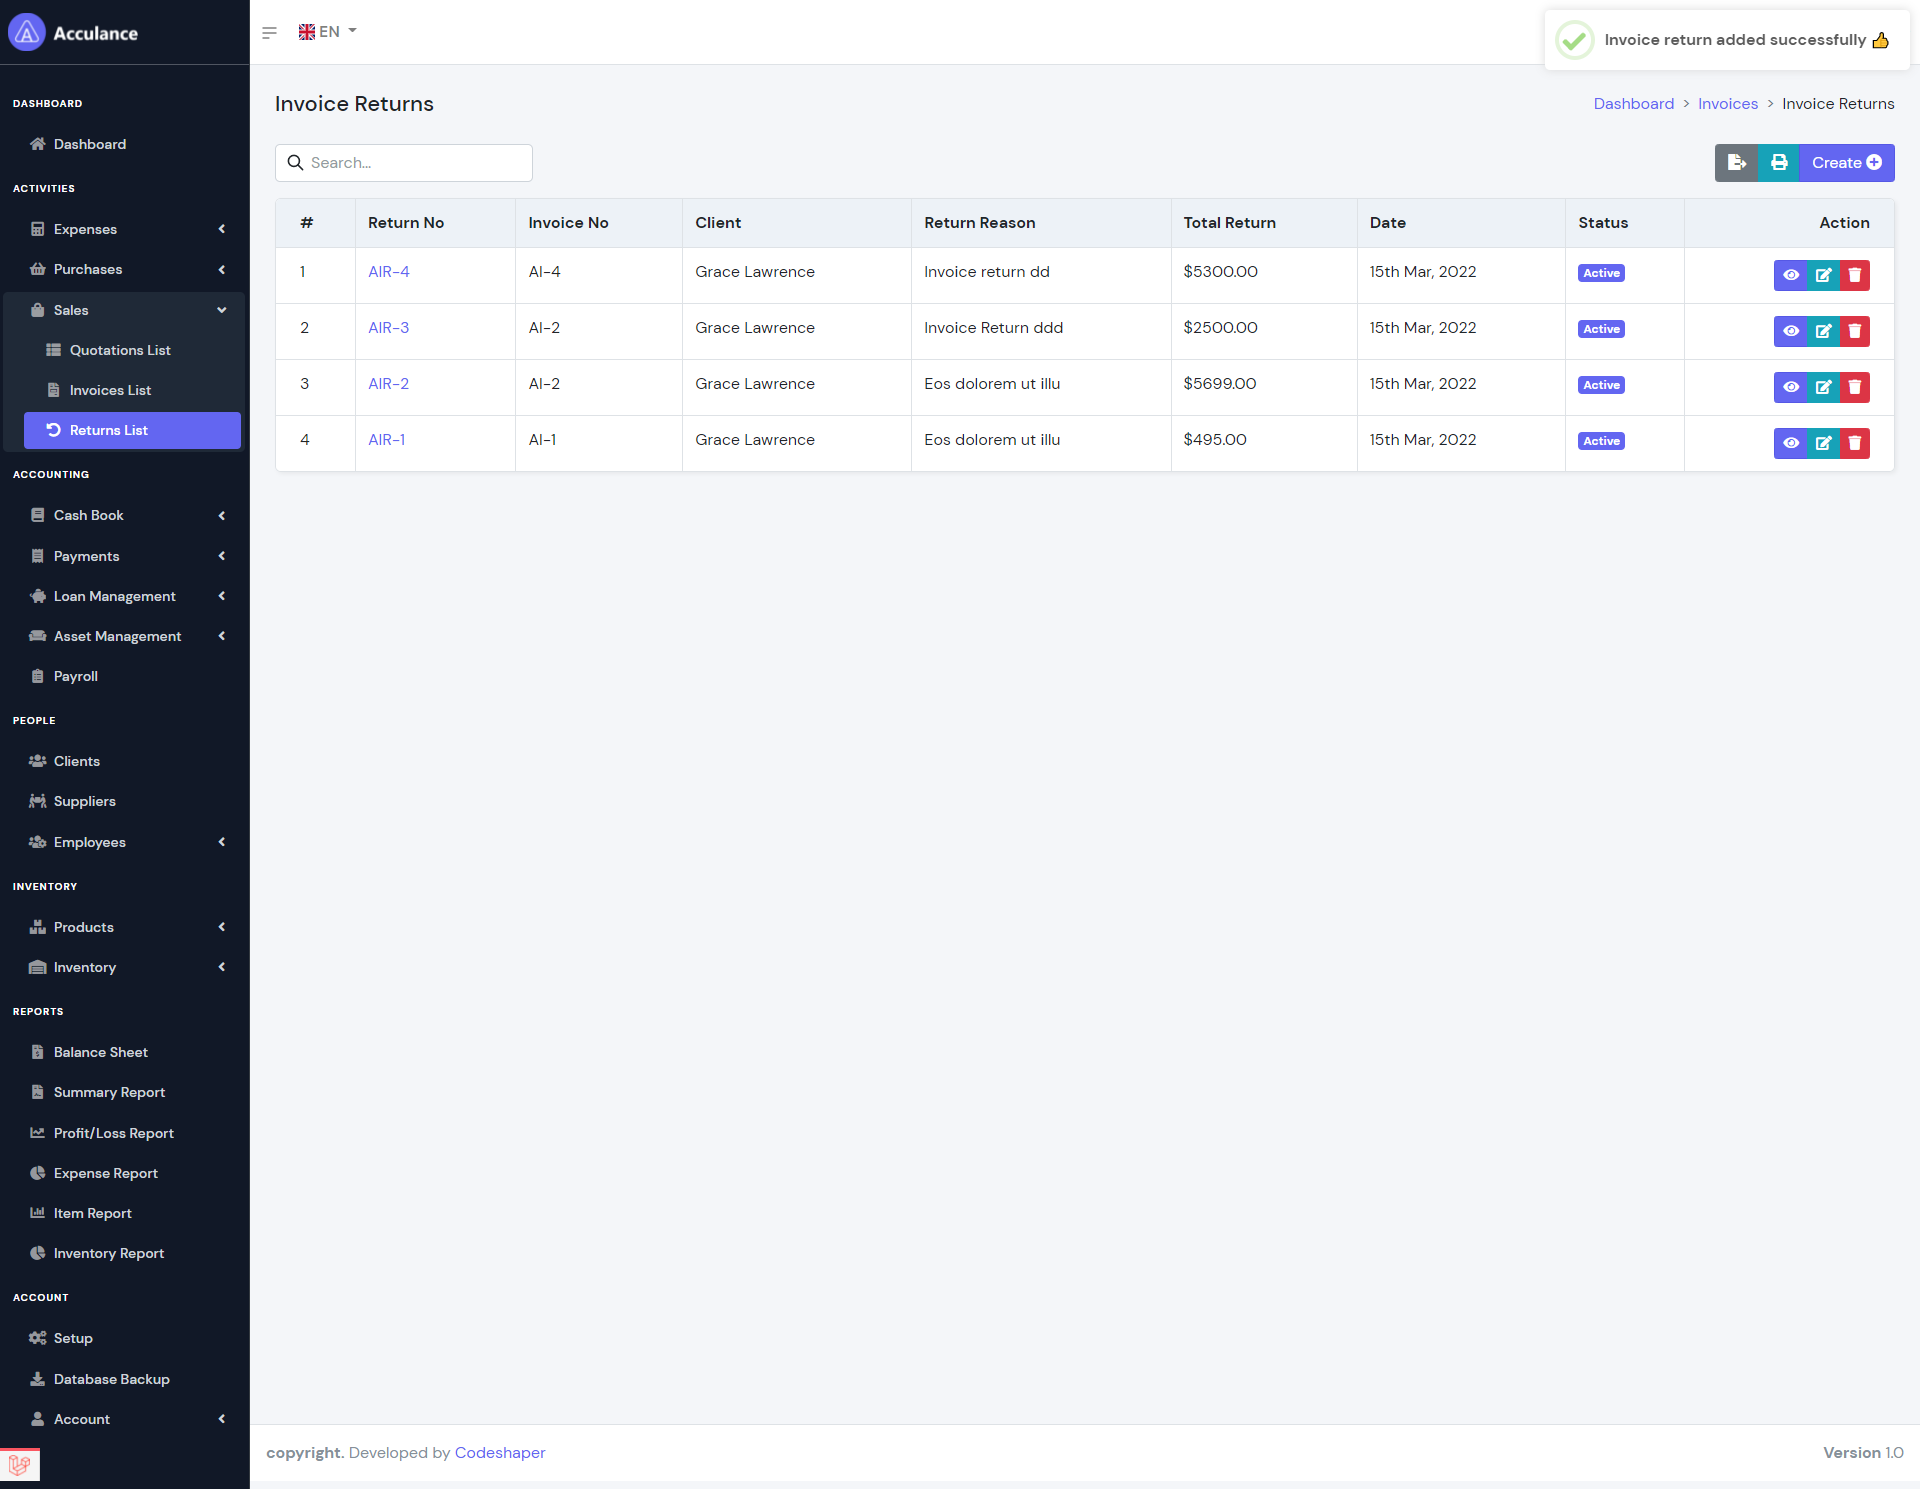 Acculance
EN
Invoice return added successfully 👍
DASHBOARD
Dashboard
ACTIVITIES
Expenses
Purchases
Sales
Quotations List
Invoices List
Returns List
ACCOUNTING
Cash Book
Payments
Loan Management
Asset Management
Payroll
PEOPLE
Clients
Suppliers
Employees
INVENTORY
Products
Inventory
REPORTS
Balance Sheet
Summary Report
Profit/Loss Report
Expense Report
Item Report
Inventory Report
ACCOUNT
Setup
Database Backup
Account
Invoice Returns
Dashboard > Invoices > Invoice Returns
Search...
Create
# Return No Invoice No Client Return Reason Total Return Date Status Action
1 AIR-4 AI-4 Grace Lawrence Invoice return dd $5300.00 15th Mar, 2022 Active
2 AIR-3 AI-2 Grace Lawrence Invoice Return ddd $2500.00 15th Mar, 2022 Active
3 AIR-2 AI-2 Grace Lawrence Eos dolorem ut illu $5699.00 15th Mar, 2022 Active
4 AIR-1 AI-1 Grace Lawrence Eos dolorem ut illu $495.00 15th Mar, 2022 Active
copyright. Developed by Codeshaper
Version 1.0